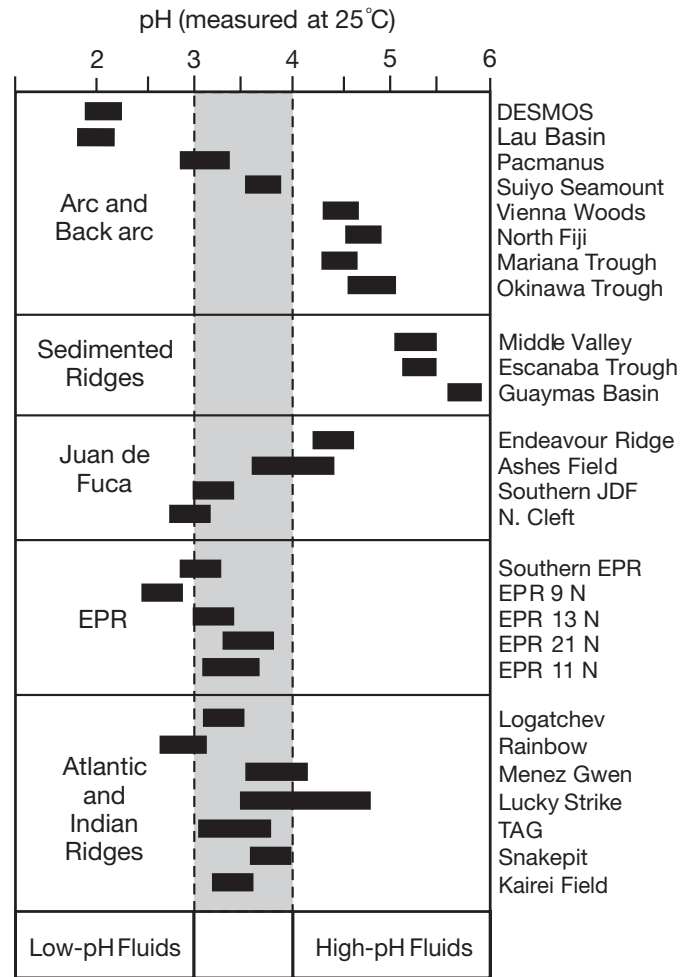 pH (measured at 25°C)
2 3 4 5 6
DESMOS
Lau Basin
Pacmanus
Suiyo Seamount
Arc and
Back arc
Vienna Woods
North Fiji
Mariana Trough
Okinawa Trough
Sedimented
Ridges
Middle Valley
Escanaba Trough
Guaymas Basin
Juan de
Fuca
Endeavour Ridge
Ashes Field
Southern JDF
N. Cleft
EPR
Southern EPR
EPR 9 N
EPR 13 N
EPR 21 N
EPR 11 N
Atlantic
and
Indian
Ridges
Logatchev
Rainbow
Menez Gwen
Lucky Strike
TAG
Snakepit
Kairei Field
Low-pH Fluids
High-pH Fluids